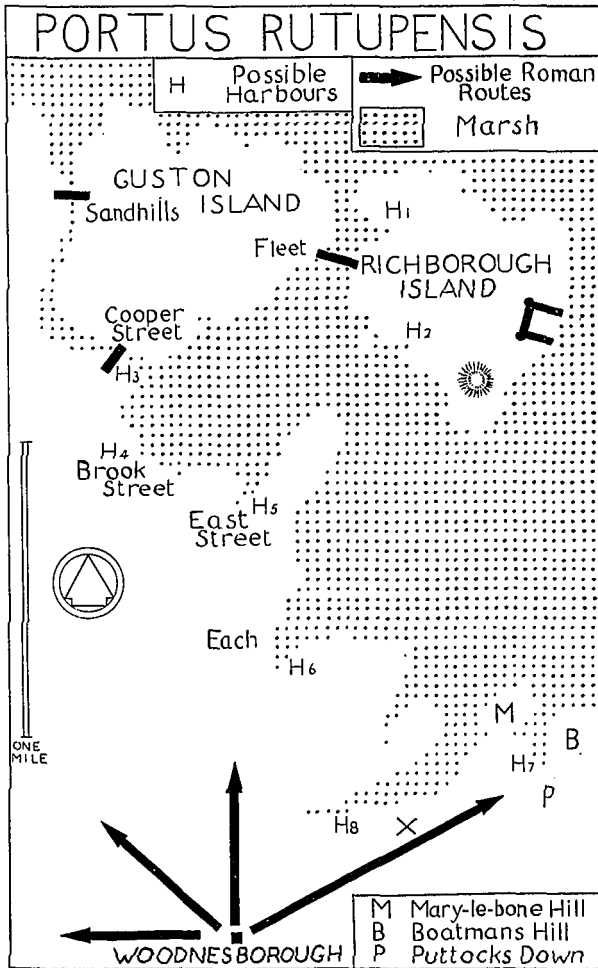 PORTUS RUTUPENSIS
H Possible
Harbours
Possible Roman
Routes
Marsh
GUSTON
ISLAND
Sandhills
H1
Fleet
RICHBOROUGH
ISLAND
Cooper
Street
H2
H3
H4
Brook
Street
H5
East
Street
Each
H6
M
B
ONE
MILE
H7
P
H8
X
WOODNESBOROUGH
M Mary-le-bone Hill
B Boatmans Hill
P Puttocks Down